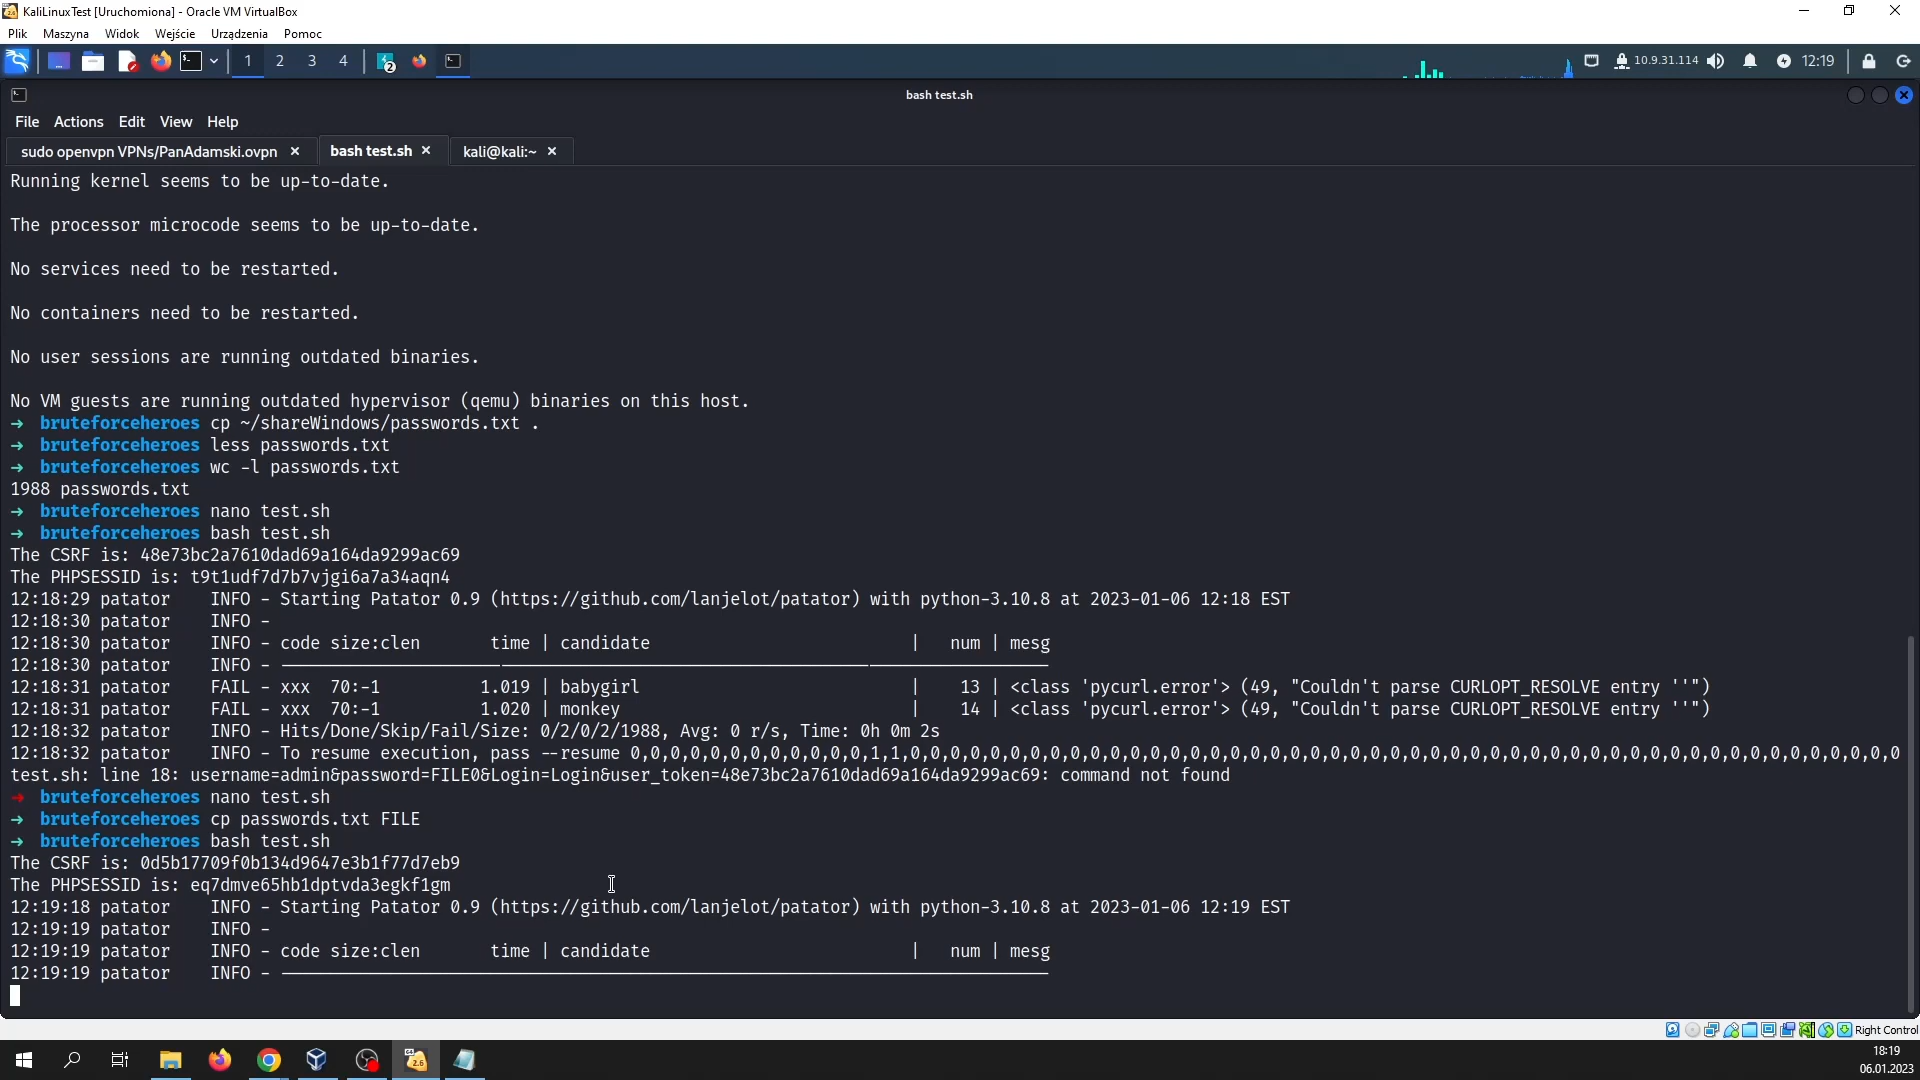 KaliLinuxTest [Uruchomiona] - Oracle VM VirtualBox
Plik Maszyna Widok Wejście Urządzenia Pomoc
1 2 3 4 2 10.9.31.114 12:19
bash test.sh
File Actions Edit View Help
sudo openvpn VPNs/PanAdamski.ovpn × bash test.sh × kali@kali:~ ×
Running kernel seems to be up-to-date.
The processor microcode seems to be up-to-date.
No services need to be restarted.
No containers need to be restarted.
No user sessions are running outdated binaries.
No VM guests are running outdated hypervisor (qemu) binaries on this host.
→ bruteforceheroes cp ~/shareWindows/passwords.txt .
→ bruteforceheroes less passwords.txt
→ bruteforceheroes wc -l passwords.txt
1988 passwords.txt
→ bruteforceheroes nano test.sh
→ bruteforceheroes bash test.sh
The CSRF is: 48e73bc2a7610dad69a164da9299ac69
The PHPSESSID is: t9t1udf7d7b7vjgi6a7a34aqn4
12:18:29 patator INFO - Starting Patator 0.9 (https://github.com/lanjelot/patator) with python-3.10.8 at 2023-01-06 12:18 EST
12:18:30 patator INFO -
12:18:30 patator INFO - code size:clen time | candidate | num | mesg
12:18:30 patator INFO - ──────────
12:18:31 patator FAIL - xxx 70:-1 1.019 | babygirl | 13 | <class 'pycurl.error'> (49, "Couldn't parse CURLOPT_RESOLVE entry ''")
12:18:31 patator FAIL - xxx 70:-1 1.020 | monkey | 14 | <class 'pycurl.error'> (49, "Couldn't parse CURLOPT_RESOLVE entry ''")
12:18:32 patator INFO - Hits/Done/Skip/Fail/Size: 0/2/0/2/1988, Avg: 0 r/s, Time: 0h 0m 2s
12:18:32 patator INFO - To resume execution, pass --resume 0,0,0,0,0,0,0,0,0,0,0,0,1,1,0,0,0,0,0,0,0,0,0,0,0,0,0,0,0,0,0,0,0,0,0,0,0,0,0,0,0,0,0,0,0,0,0,0,0,0,0,0,0,0,0,0,0,0,0,0,0,0,0,0
test.sh: line 18: username=admin&password=FILE0&Login=Login&user_token=48e73bc2a7610dad69a164da9299ac69: command not found
→ bruteforceheroes nano test.sh
→ bruteforceheroes cp passwords.txt FILE
→ bruteforceheroes bash test.sh
The CSRF is: 0d5b17709f0b134d9647e3b1f77d7eb9
The PHPSESSID is: eq7dmve65hb1dptvda3egkf1gm
12:19:18 patator INFO - Starting Patator 0.9 (https://github.com/lanjelot/patator) with python-3.10.8 at 2023-01-06 12:19 EST
12:19:19 patator INFO -
12:19:19 patator INFO - code size:clen time | candidate | num | mesg
12:19:19 patator INFO - ──────────
Right Control
18:19
06.01.2023